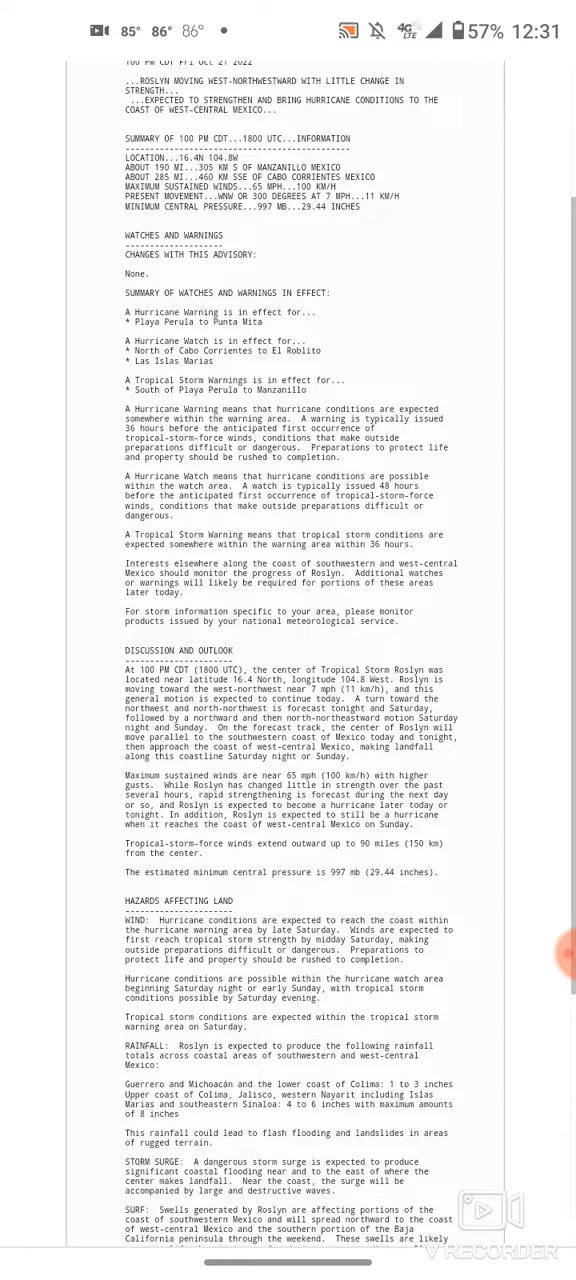 85° 86° 86° 4G LTE 57% 12:31
100 PM CDT Fri Oct 21 2022
...ROSLYN MOVING WEST-NORTHWESTWARD WITH LITTLE CHANGE IN
STRENGTH...
...EXPECTED TO STRENGTHEN AND BRING HURRICANE CONDITIONS TO THE
COAST OF WEST-CENTRAL MEXICO...
SUMMARY OF 100 PM CDT...1800 UTC...INFORMATION
----------------------------------------------
LOCATION...16.4N 104.8W
ABOUT 190 MI...305 KM S OF MANZANILLO MEXICO
ABOUT 285 MI...460 KM SSE OF CABO CORRIENTES MEXICO
MAXIMUM SUSTAINED WINDS...65 MPH...100 KM/H
PRESENT MOVEMENT...WNW OR 300 DEGREES AT 7 MPH...11 KM/H
MINIMUM CENTRAL PRESSURE...997 MB...29.44 INCHES
WATCHES AND WARNINGS
--------------------
CHANGES WITH THIS ADVISORY:
None.
SUMMARY OF WATCHES AND WARNINGS IN EFFECT:
A Hurricane Warning is in effect for...
* Playa Perula to Punta Mita
A Hurricane Watch is in effect for...
* North of Cabo Corrientes to El Roblito
* Las Islas Marias
A Tropical Storm Warnings is in effect for...
* South of Playa Perula to Manzanillo
A Hurricane Warning means that hurricane conditions are expected
somewhere within the warning area. A warning is typically issued
36 hours before the anticipated first occurrence of
tropical-storm-force winds, conditions that make outside
preparations difficult or dangerous. Preparations to protect life
and property should be rushed to completion.
A Hurricane Watch means that hurricane conditions are possible
within the watch area. A watch is typically issued 48 hours
before the anticipated first occurrence of tropical-storm-force
winds, conditions that make outside preparations difficult or
dangerous.
A Tropical Storm Warning means that tropical storm conditions are
expected somewhere within the warning area within 36 hours.
Interests elsewhere along the coast of southwestern and west-central
Mexico should monitor the progress of Roslyn. Additional watches
or warnings will likely be required for portions of these areas
later today.
For storm information specific to your area, please monitor
products issued by your national meteorological service.
DISCUSSION AND OUTLOOK
----------------------
At 100 PM CDT (1800 UTC), the center of Tropical Storm Roslyn was
located near latitude 16.4 North, longitude 104.8 West. Roslyn is
moving toward the west-northwest near 7 mph (11 km/h), and this
general motion is expected to continue today. A turn toward the
northwest and north-northwest is forecast tonight and Saturday,
followed by a northward and then north-northeastward motion Saturday
night and Sunday. On the forecast track, the center of Roslyn will
move parallel to the southwestern coast of Mexico today and tonight,
then approach the coast of west-central Mexico, making landfall
along this coastline Saturday night or Sunday.
Maximum sustained winds are near 65 mph (100 km/h) with higher
gusts. While Roslyn has changed little in strength over the past
several hours, rapid strengthening is forecast during the next day
or so, and Roslyn is expected to become a hurricane later today or
tonight. In addition, Roslyn is expected to still be a hurricane
when it reaches the coast of west-central Mexico on Sunday.
Tropical-storm-force winds extend outward up to 90 miles (150 km)
from the center.
The estimated minimum central pressure is 997 mb (29.44 inches).
HAZARDS AFFECTING LAND
----------------------
WIND: Hurricane conditions are expected to reach the coast within
the hurricane warning area by late Saturday. Winds are expected to
first reach tropical storm strength by midday Saturday, making
outside preparations difficult or dangerous. Preparations to
protect life and property should be rushed to completion.
Hurricane conditions are possible within the hurricane watch area
beginning Saturday night or early Sunday, with tropical storm
conditions possible by Saturday evening.
Tropical storm conditions are expected within the tropical storm
warning area on Saturday.
RAINFALL: Roslyn is expected to produce the following rainfall
totals across coastal areas of southwestern and west-central
Mexico:
Guerrero and Michoacán and the lower coast of Colima: 1 to 3 inches
Upper coast of Colima, Jalisco, western Nayarit including Islas
Marias and southeastern Sinaloa: 4 to 6 inches with maximum amounts
of 8 inches
This rainfall could lead to flash flooding and landslides in areas
of rugged terrain.
STORM SURGE: A dangerous storm surge is expected to produce
significant coastal flooding near and to the east of where the
center makes landfall. Near the coast, the surge will be
accompanied by large and destructive waves.
SURF: Swells generated by Roslyn are affecting portions of the
coast of southwestern Mexico and will spread northward to the coast
of west-central Mexico and the southern portion of the Baja
California peninsula through the weekend. These swells are likely
V RECORDER